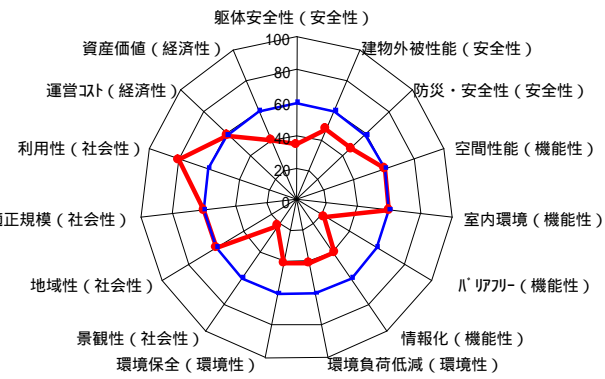 躯体安全性(安全性)
建物外被性能(安全性)
防災・安全性(安全性)
空間性能(機能性)
室内環境(機能性)
バリアフリー(機能性)
情報化(機能性)
環境負荷低減(環境性)
環境保全(環境性)
景観性(社会性)
地域性(社会性)
適正規模(社会性)
利用性(社会性)
運営コスト(経済性)
資産価値(経済性)
100
80
60
40
20
0